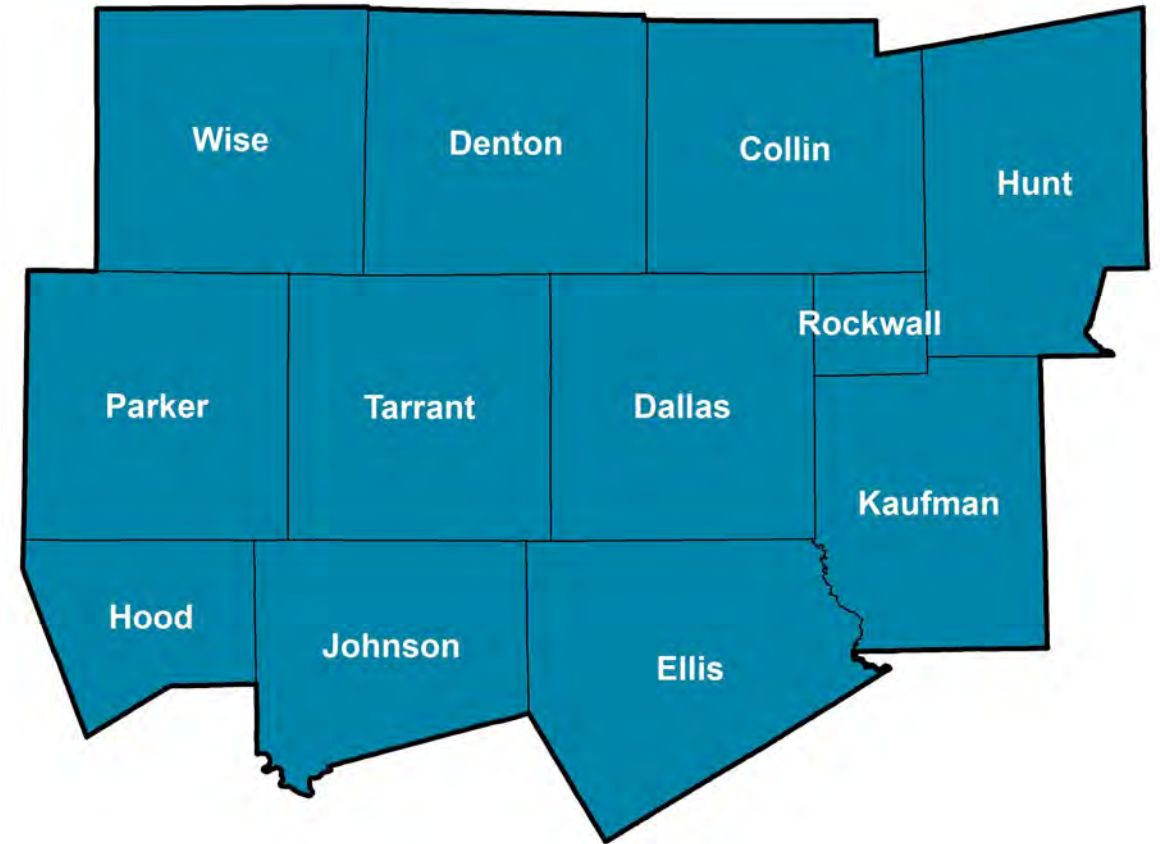 Wise
Denton
Collin
Hunt
Rockwall
Parker
Tarrant
Dallas
Kaufman
Hood
Johnson
Ellis